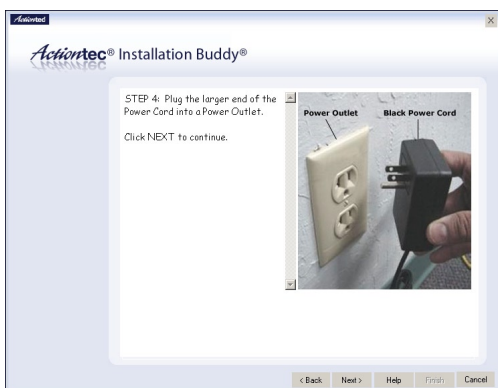 Actiontec
Actiontec® Installation Buddy®
STEP 4: Plug the larger end of the
Power Cord into a Power Outlet.
Click NEXT to continue.
Power Outlet
Black Power Cord
< Back
Next >
Help
Finish
Cancel